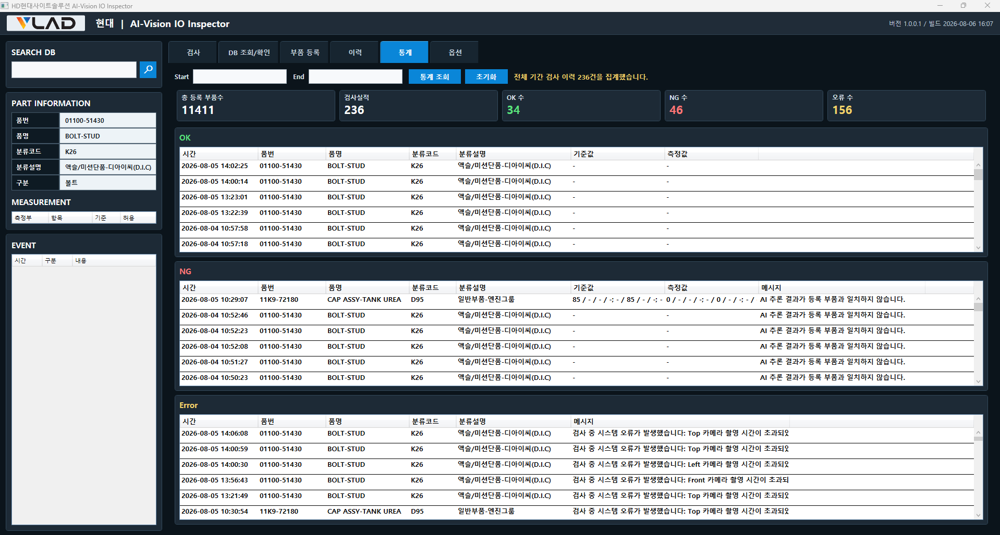 HD현대사이트솔루션 AI-Vision IO Inspector
VLAD 현대 | AI-Vision IO Inspector
버전 1.0.0.1 / 빌드 2026-08-06 16:07
SEARCH DB
PART INFORMATION
품번 01100-51430
품명 BOLT-STUD
분류코드 K26
분류설명 액슬/미션단품-디아이씨(D.I.C)
구분 볼트
MEASUREMENT
측정부 항목 기준 허용
EVENT
시간 구분 내용
검사 DB 조회/확인 부품 등록 이력 통계 옵션
Start End 통계 조회 초기화 전체 기간 검사 이력 236건을 집계했습니다.
총 등록 부품수 검사실적 OK 수 NG 수 오류 수
11411 236 34 46 156
OK
시간 품번 품명 분류코드 분류설명 기준값 측정값
2026-08-05 14:02:25 01100-51430 BOLT-STUD K26 액슬/미션단품-디아이씨(D.I.C) - -
2026-08-05 14:00:14 01100-51430 BOLT-STUD K26 액슬/미션단품-디아이씨(D.I.C) - -
2026-08-05 13:23:01 01100-51430 BOLT-STUD K26 액슬/미션단품-디아이씨(D.I.C) - -
2026-08-05 13:22:39 01100-51430 BOLT-STUD K26 액슬/미션단품-디아이씨(D.I.C) - -
2026-08-04 10:57:58 01100-51430 BOLT-STUD K26 액슬/미션단품-디아이씨(D.I.C) - -
2026-08-04 10:57:18 01100-51430 BOLT-STUD K26 액슬/미션단품-디아이씨(D.I.C) - -
NG
시간 품번 품명 분류코드 분류설명 기준값 측정값 메시지
2026-08-05 10:29:07 11K9-72180 CAP ASSY-TANK UREA D95 일반부품-엔진그룹 85 / - / - / -; - / 85 / - / -; - 0 / - / - / -; - / 0 / - / -; - / - AI 추론 결과가 등록 부품과 일치하지 않습니다.
2026-08-04 10:52:46 01100-51430 BOLT-STUD K26 액슬/미션단품-디아이씨(D.I.C) - - AI 추론 결과가 등록 부품과 일치하지 않습니다.
2026-08-04 10:52:23 01100-51430 BOLT-STUD K26 액슬/미션단품-디아이씨(D.I.C) - - AI 추론 결과가 등록 부품과 일치하지 않습니다.
2026-08-04 10:52:08 01100-51430 BOLT-STUD K26 액슬/미션단품-디아이씨(D.I.C) - - AI 추론 결과가 등록 부품과 일치하지 않습니다.
2026-08-04 10:51:27 01100-51430 BOLT-STUD K26 액슬/미션단품-디아이씨(D.I.C) - - AI 추론 결과가 등록 부품과 일치하지 않습니다.
2026-08-04 10:50:23 01100-51430 BOLT-STUD K26 액슬/미션단품-디아이씨(D.I.C) - - AI 추론 결과가 등록 부품과 일치하지 않습니다.
Error
시간 품번 품명 분류코드 분류설명 메시지
2026-08-05 14:06:08 01100-51430 BOLT-STUD K26 액슬/미션단품-디아이씨(D.I.C) 검사 중 시스템 오류가 발생했습니다: Top 카메라 촬영 시간이 초과되었
2026-08-05 14:00:59 01100-51430 BOLT-STUD K26 액슬/미션단품-디아이씨(D.I.C) 검사 중 시스템 오류가 발생했습니다: Top 카메라 촬영 시간이 초과되었
2026-08-05 14:00:30 01100-51430 BOLT-STUD K26 액슬/미션단품-디아이씨(D.I.C) 검사 중 시스템 오류가 발생했습니다: Left 카메라 촬영 시간이 초과되었
2026-08-05 13:56:43 01100-51430 BOLT-STUD K26 액슬/미션단품-디아이씨(D.I.C) 검사 중 시스템 오류가 발생했습니다: Front 카메라 촬영 시간이 초과되
2026-08-05 13:21:49 01100-51430 BOLT-STUD K26 액슬/미션단품-디아이씨(D.I.C) 검사 중 시스템 오류가 발생했습니다: Top 카메라 촬영 시간이 초과되었
2026-08-05 10:30:54 11K9-72180 CAP ASSY-TANK UREA D95 일반부품-엔진그룹 검사 중 시스템 오류가 발생했습니다: Top 카메라 촬영 시간이 초과되었